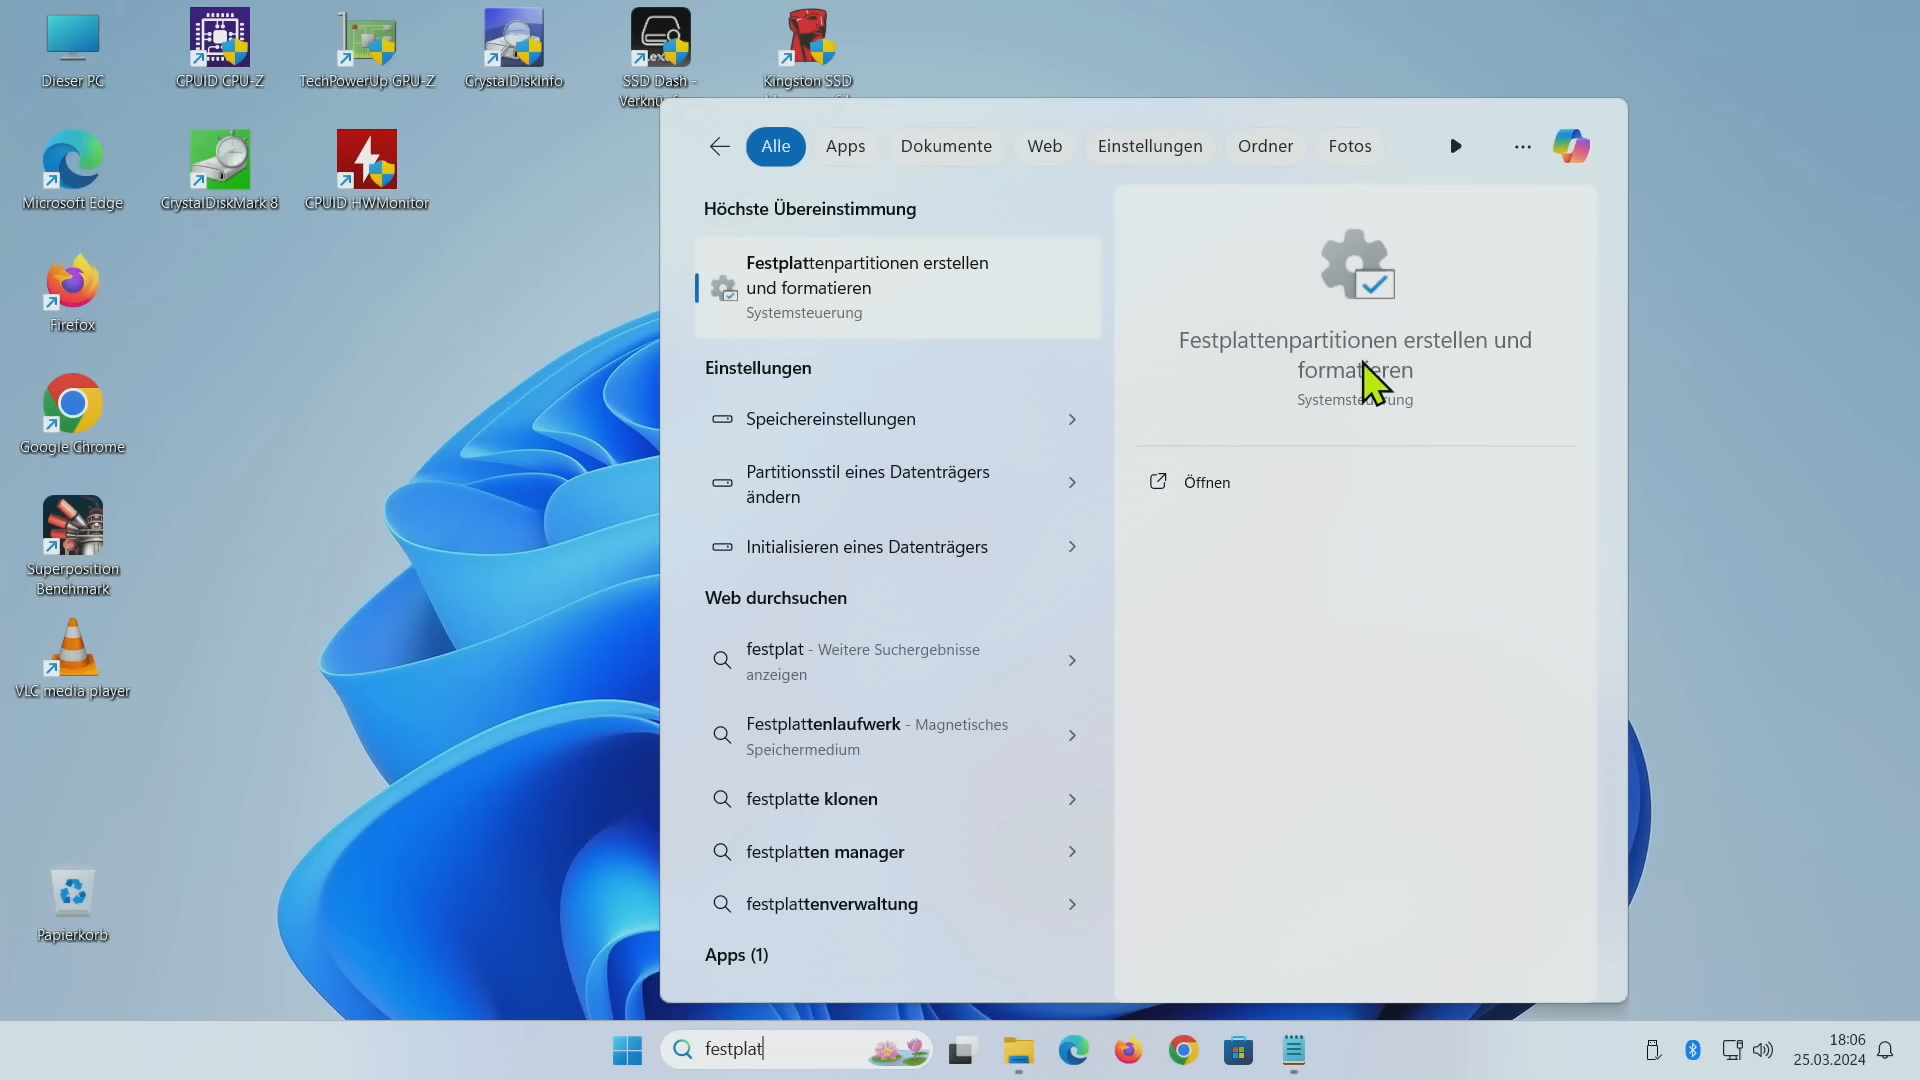 Dieser PC
CPUID CPU-Z
TechPowerUp GPU-Z
CrystalDiskInfo
SSD Dash -
Kingston SSD
Microsoft Edge
CrystalDiskMark 8
CPUID HWMonitor
Firefox
Google Chrome
Superposition
Benchmark
VLC media player
Papierkorb
Alle
Apps
Dokumente
Web
Einstellungen
Ordner
Fotos
Höchste Übereinstimmung
Festplattenpartitionen erstellen
und formatieren
Systemsteuerung
Einstellungen
Speichereinstellungen
Partitionsstil eines Datenträgers
ändern
Initialisieren eines Datenträgers
Web durchsuchen
festplat - Weitere Suchergebnisse
anzeigen
Festplattenlaufwerk - Magnetisches
Speichermedium
festplatte klonen
festplatten manager
festplattenverwaltung
Apps (1)
Festplattenpartitionen erstellen und
formatieren
Systemsteuerung
Öffnen
festplat
18:06
25.03.2024